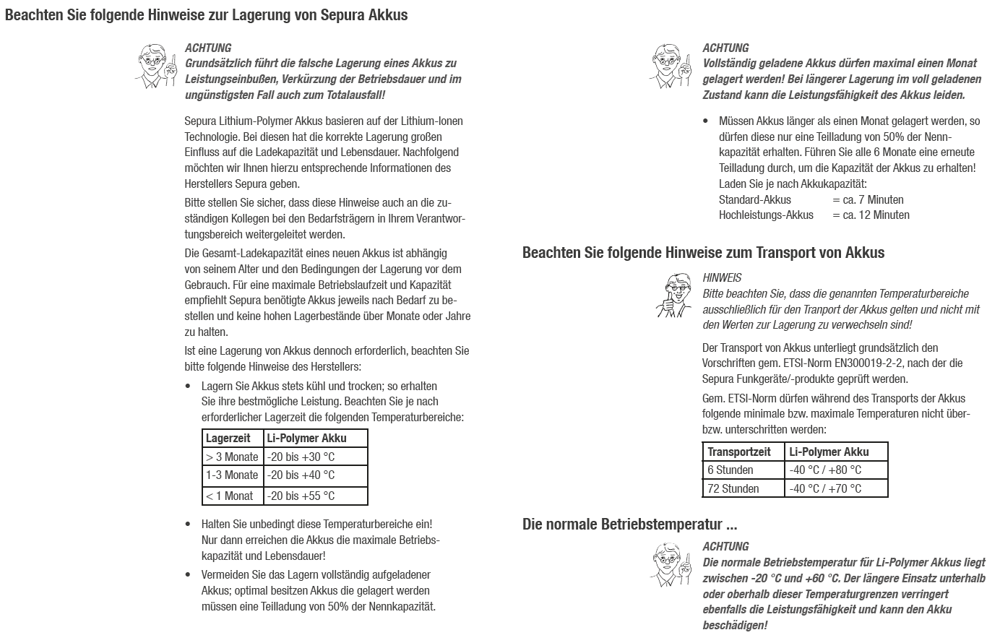 Beachten Sie folgende Hinweise zur Lagerung von Sepura Akkus
ACHTUNG
Grundsätzlich führt die falsche Lagerung eines Akkus zu
Leistungseinbußen, Verkürzung der Betriebsdauer und im
ungünstigsten Fall auch zum Totalausfall!
Sepura Lithium-Polymer Akkus basieren auf der Lithium-Ionen
Technologie. Bei diesen hat die korrekte Lagerung großen
Einfluss auf die Ladekapazität und Lebensdauer. Nachfolgend
möchten wir Ihnen hierzu entsprechende Informationen des
Herstellers Sepura geben.
Bitte stellen Sie sicher, dass diese Hinweise auch an die zu-
ständigen Kollegen bei den Bedarfsträgern in Ihrem Verantwor-
tungsbereich weitergeleitet werden.
Die Gesamt-Ladekapazität eines neuen Akkus ist abhängig
von seinem Alter und den Bedingungen der Lagerung vor dem
Gebrauch. Für eine maximale Betriebslaufzeit und Kapazität
empfiehlt Sepura benötigte Akkus jeweils nach Bedarf zu be-
stellen und keine hohen Lagerbestände über Monate oder Jahre
zu halten.
Ist eine Lagerung von Akkus dennoch erforderlich, beachten Sie
bitte folgende Hinweise des Herstellers:
• Lagern Sie Akkus stets kühl und trocken; so erhalten
Sie ihre bestmögliche Leistung. Beachten Sie je nach
erforderlicher Lagerzeit die folgenden Temperaturbereiche:
Lagerzeit Li-Polymer Akku
> 3 Monate -20 bis +30 °C
1-3 Monate -20 bis +40 °C
< 1 Monat -20 bis +55 °C
• Halten Sie unbedingt diese Temperaturbereiche ein!
Nur dann erreichen die Akkus die maximale Betriebs-
kapazität und Lebensdauer!
• Vermeiden Sie das Lagern vollständig aufgeladener
Akkus; optimal besitzen Akkus die gelagert werden
müssen eine Teilladung von 50% der Nennkapazität.
ACHTUNG
Vollständig geladene Akkus dürfen maximal einen Monat
gelagert werden! Bei längerer Lagerung im voll geladenen
Zustand kann die Leistungsfähigkeit des Akkus leiden.
• Müssen Akkus länger als einen Monat gelagert werden, so
dürfen diese nur eine Teilladung von 50% der Nenn-
kapazität erhalten. Führen Sie alle 6 Monate eine erneute
Teilladung durch, um die Kapazität der Akkus zu erhalten!
Laden Sie je nach Akkukapazität:
Standard-Akkus = ca. 7 Minuten
Hochleistungs-Akkus = ca. 12 Minuten
Beachten Sie folgende Hinweise zum Transport von Akkus
HINWEIS
Bitte beachten Sie, dass die genannten Temperaturbereiche
ausschließlich für den Tranport der Akkus gelten und nicht mit
den Werten zur Lagerung zu verwechseln sind!
Der Transport von Akkus unterliegt grundsätzlich den
Vorschriften gem. ETSI-Norm EN300019-2-2, nach der die
Sepura Funkgeräte/-produkte geprüft werden.
Gem. ETSI-Norm dürfen während des Transports der Akkus
folgende minimale bzw. maximale Temperaturen nicht über-
bzw. unterschritten werden:
Transportzeit Li-Polymer Akku
6 Stunden -40 °C / +80 °C
72 Stunden -40 °C / +70 °C
Die normale Betriebstemperatur ...
ACHTUNG
Die normale Betriebstemperatur für Li-Polymer Akkus liegt
zwischen -20 °C und +60 °C. Der längere Einsatz unterhalb
oder oberhalb dieser Temperaturgrenzen verringert
ebenfalls die Leistungsfähigkeit und kann den Akku
beschädigen!